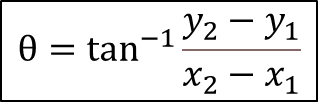 θ = tan⁻¹ (y₂ − y₁)/(x₂ − x₁)